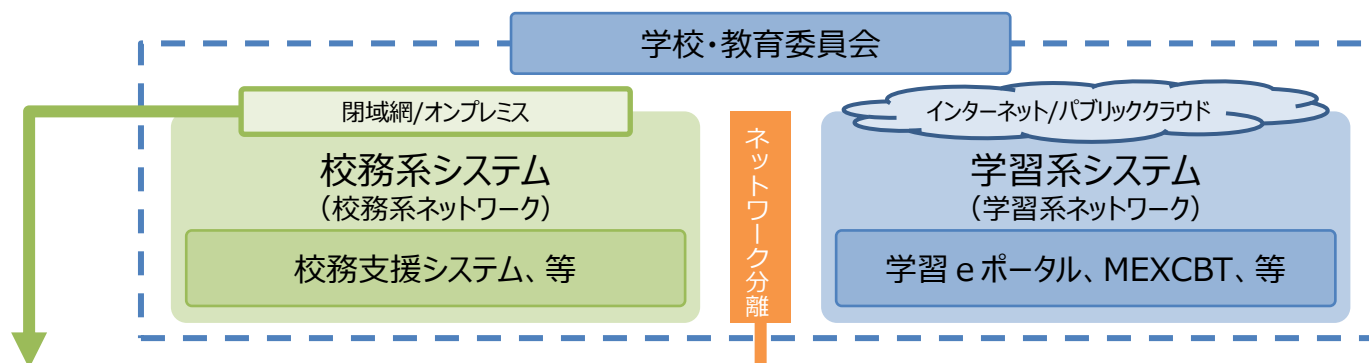 学校・教育委員会
閉域網/オンプレミス
インターネット/パブリッククラウド
校務系システム
（校務系ネットワーク）
校務支援システム、等
ネットワーク分離
学習系システム
（学習系ネットワーク）
学習 e ポータル、MEXCBT、等